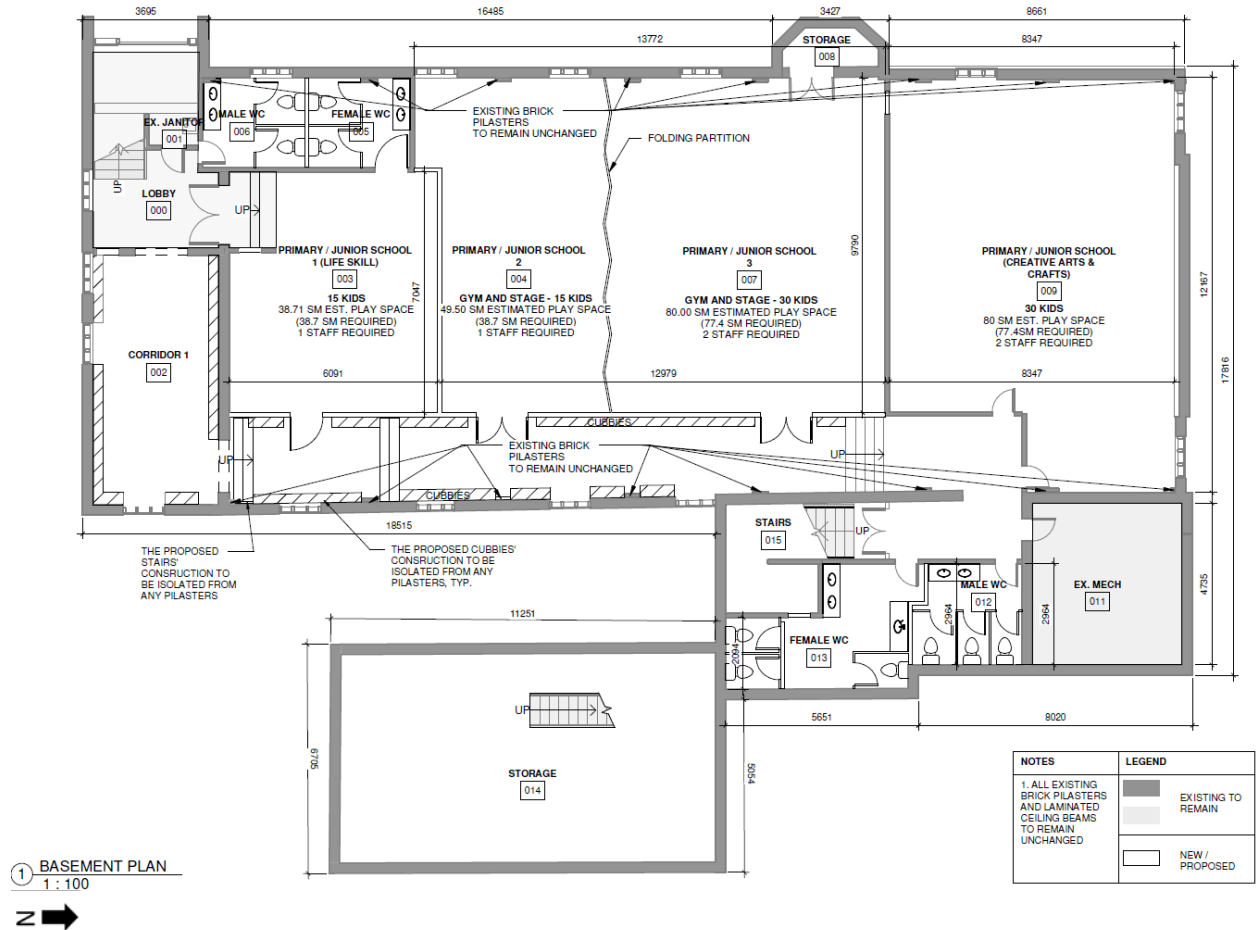 3695
16485
3427
8661
13772
8347
STORAGE
008
EX. JANITOR
001
MALE WC
006
FEMALE WC
005
EXISTING BRICK
PILASTERS
TO REMAIN UNCHANGED
FOLDING PARTITION
UP
LOBBY
000
UP
PRIMARY / JUNIOR SCHOOL
1 (LIFE SKILL)
003
15 KIDS
38.71 SM EST. PLAY SPACE
(38.7 SM REQUIRED)
1 STAFF REQUIRED
7047
PRIMARY / JUNIOR SCHOOL
2
004
GYM AND STAGE - 15 KIDS
49.50 SM ESTIMATED PLAY SPACE
(38.7 SM REQUIRED)
1 STAFF REQUIRED
PRIMARY / JUNIOR SCHOOL
3
007
GYM AND STAGE - 30 KIDS
80.00 SM ESTIMATED PLAY SPACE
(77.4 SM REQUIRED)
2 STAFF REQUIRED
9790
PRIMARY / JUNIOR SCHOOL
(CREATIVE ARTS &
CRAFTS)
009
30 KIDS
80 SM EST. PLAY SPACE
(77.4SM REQUIRED)
2 STAFF REQUIRED
12167
17816
CORRIDOR 1
002
6091
12979
8347
CUBBIES
EXISTING BRICK
PILASTERS
TO REMAIN UNCHANGED
UP
UP
CUBBIES
18515
THE PROPOSED
STAIRS'
CONSRUCTION TO
BE ISOLATED FROM
ANY PILASTERS
THE PROPOSED CUBBIES'
CONSRUCTION TO BE
ISOLATED FROM ANY
PILASTERS, TYP.
STAIRS
015
UP
MALE WC
012
2964
2964
EX. MECH
011
4735
11251
2094
FEMALE WC
013
UP
5651
8020
6705
5054
STORAGE
014
NOTES
1. ALL EXISTING
BRICK PILASTERS
AND LAMINATED
CEILING BEAMS
TO REMAIN
UNCHANGED
LEGEND
EXISTING TO
REMAIN
NEW /
PROPOSED
1
BASEMENT PLAN
1 : 100
N